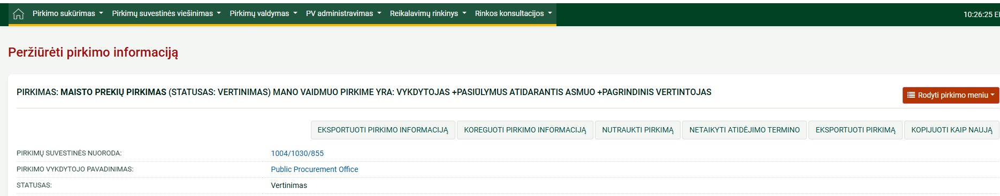 Pirkimo sukūrimas Pirkimų suvestinės viešinimas Pirkimų valdymas PV administravimas Reikalavimų rinkinys Rinkos konsultacijos 10:26:25
Peržiūrėti pirkimo informaciją
PIRKIMAS: MAISTO PREKIŲ PIRKIMAS (STATUSAS: VERTINIMAS) MANO VAIDMUO PIRKIME YRA: VYKDYTOJAS +PASIŪLYMUS ATIDARANTIS ASMUO +PAGRINDINIS VERTINTOJAS
Rodyti pirkimo meniu
EKSPORTUOTI PIRKIMO INFORMACIJĄ KOREGUOTI PIRKIMO INFORMACIJĄ NUTRAUKTI PIRKIMĄ NETAIKYTI ATIDĖJIMO TERMINO EKSPORTUOTI PIRKIMĄ KOPIJUOTI KAIP NAUJĄ
PIRKIMŲ SUVESTINĖS NUORODA: 1004/1030/855
PIRKIMO VYKDYTOJO PAVADINIMAS: Public Procurement Office
STATUSAS: Vertinimas